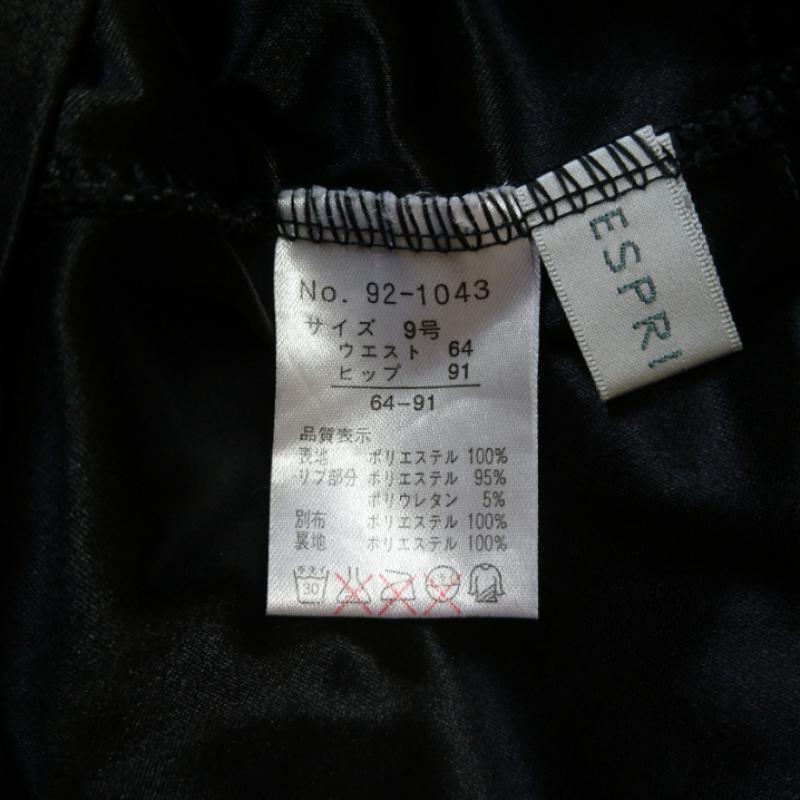 No. 92-1043
サイズ 9号
ウエスト 64
ヒップ 91
64-91
品質表示
表地 ポリエステル 100%
リブ部分 ポリエステル 95%
ポリウレタン 5%
別布 ポリエステル 100%
裏地 ポリエステル 100%
30
ESPRI